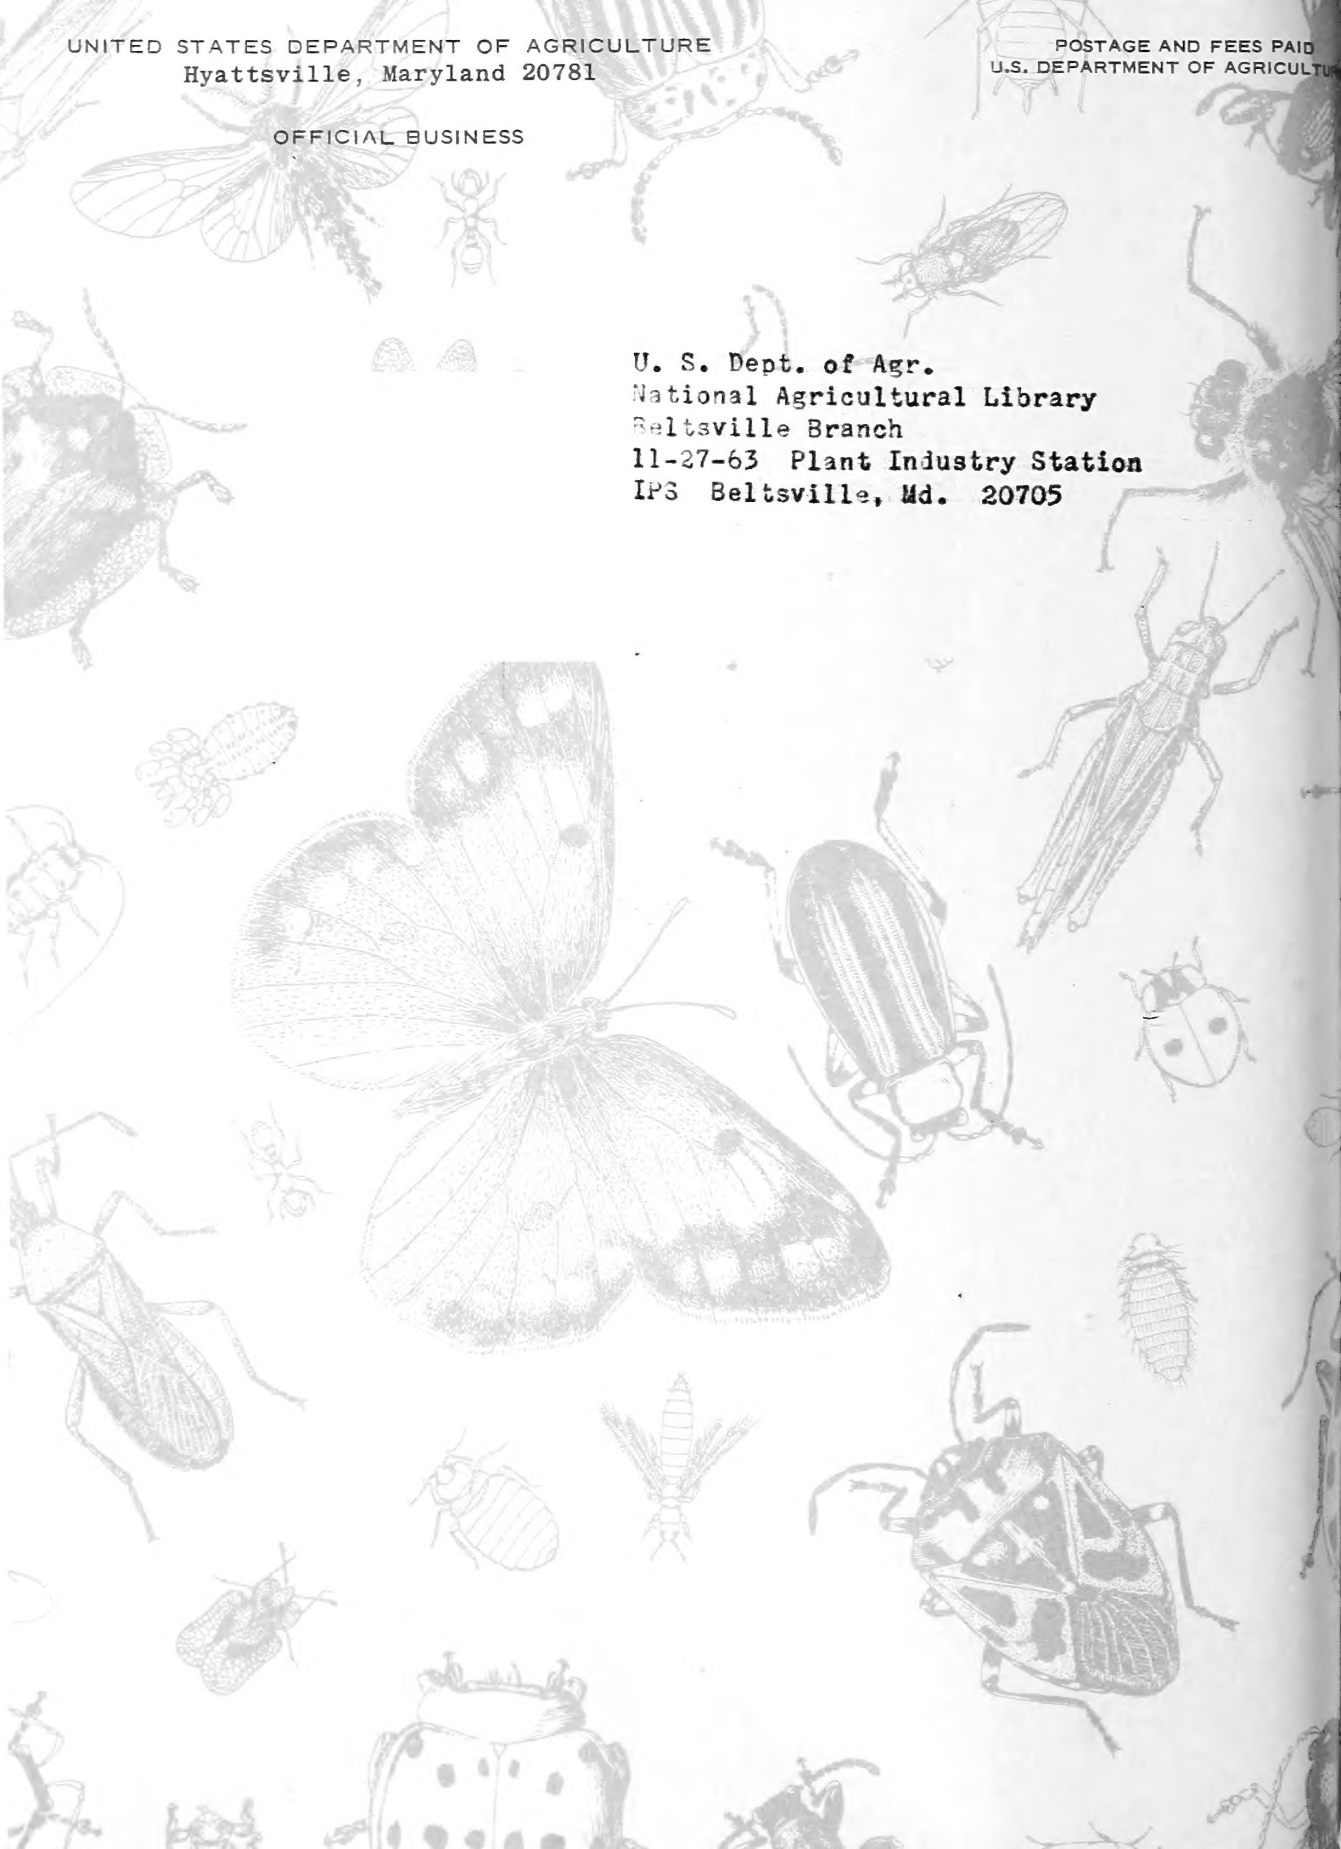 UNITED STATES DEPARTMENT OF AGRICULTURE
Hyattsville, Maryland 20781
OFFICIAL BUSINESS
POSTAGE AND FEES PAID
U.S. DEPARTMENT OF AGRICULTUR
U. S. Dept. of Agr.
National Agricultural Library
Beltsville Branch
11-27-63 Plant Industry Station
IPS Beltsville, Md. 20705